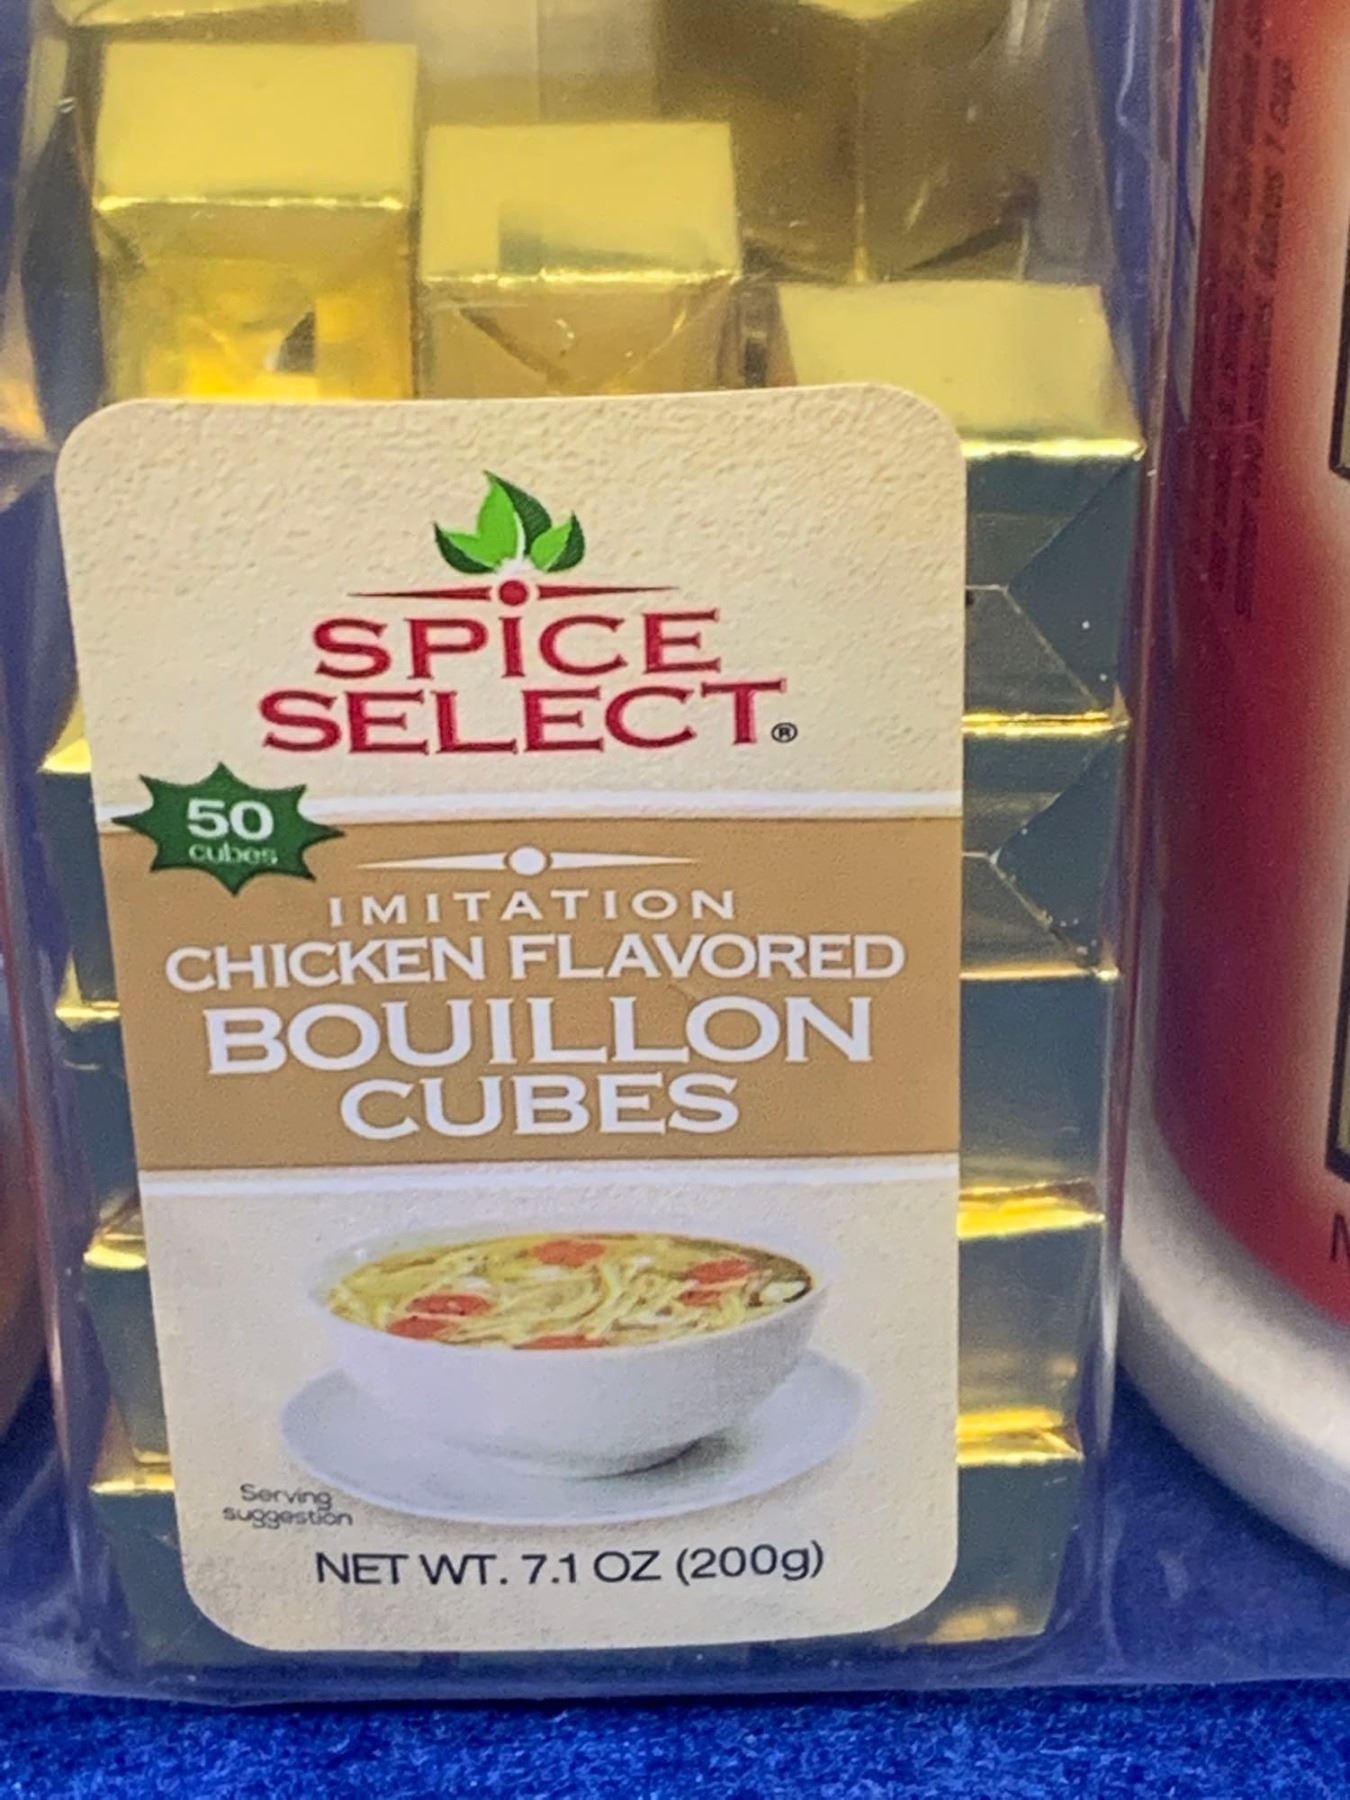 SPICE
SELECT®
50
cubes
IMITATION
CHICKEN FLAVORED
BOUILLON
CUBES
Serving
suggestion
NET WT. 7.1 OZ (200g)